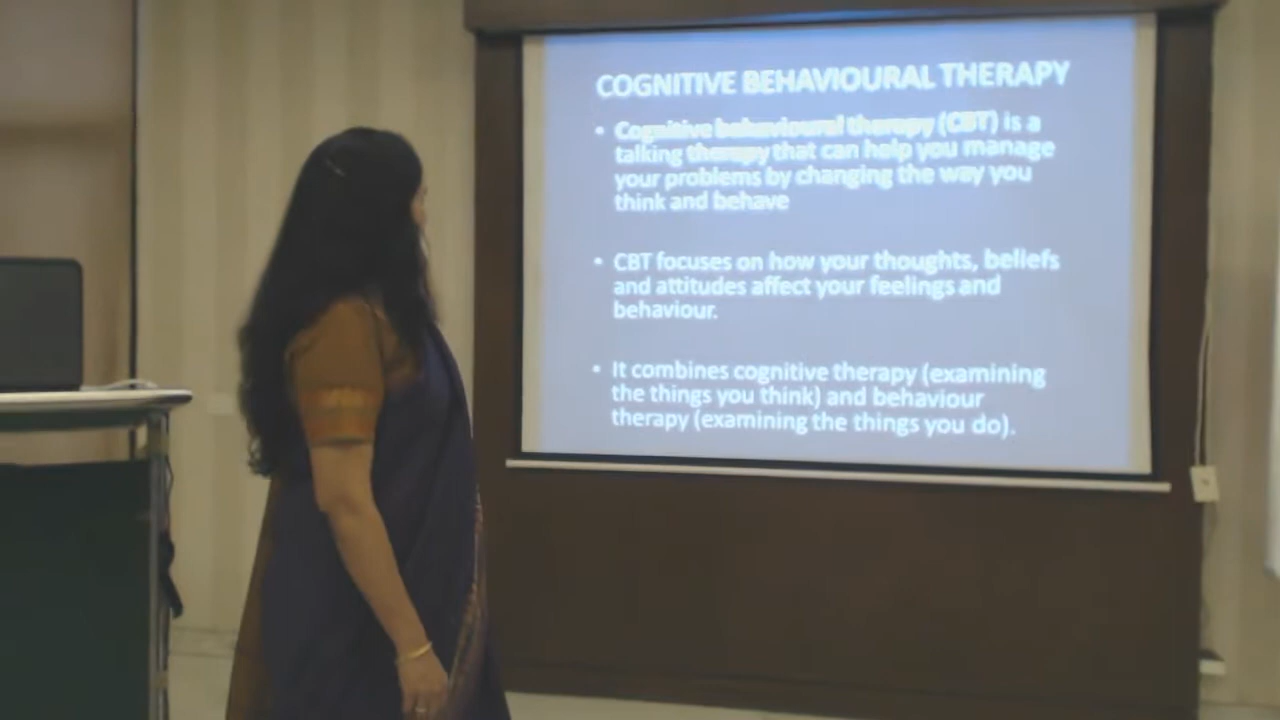 COGNITIVE BEHAVIOURAL THERAPY
• Cognitive behavioural therapy (CBT) is a
talking therapy that can help you manage
your problems by changing the way you
think and behave
• CBT focuses on how your thoughts, beliefs
and attitudes affect your feelings and
behaviour.
• It combines cognitive therapy (examining
the things you think) and behaviour
therapy (examining the things you do).